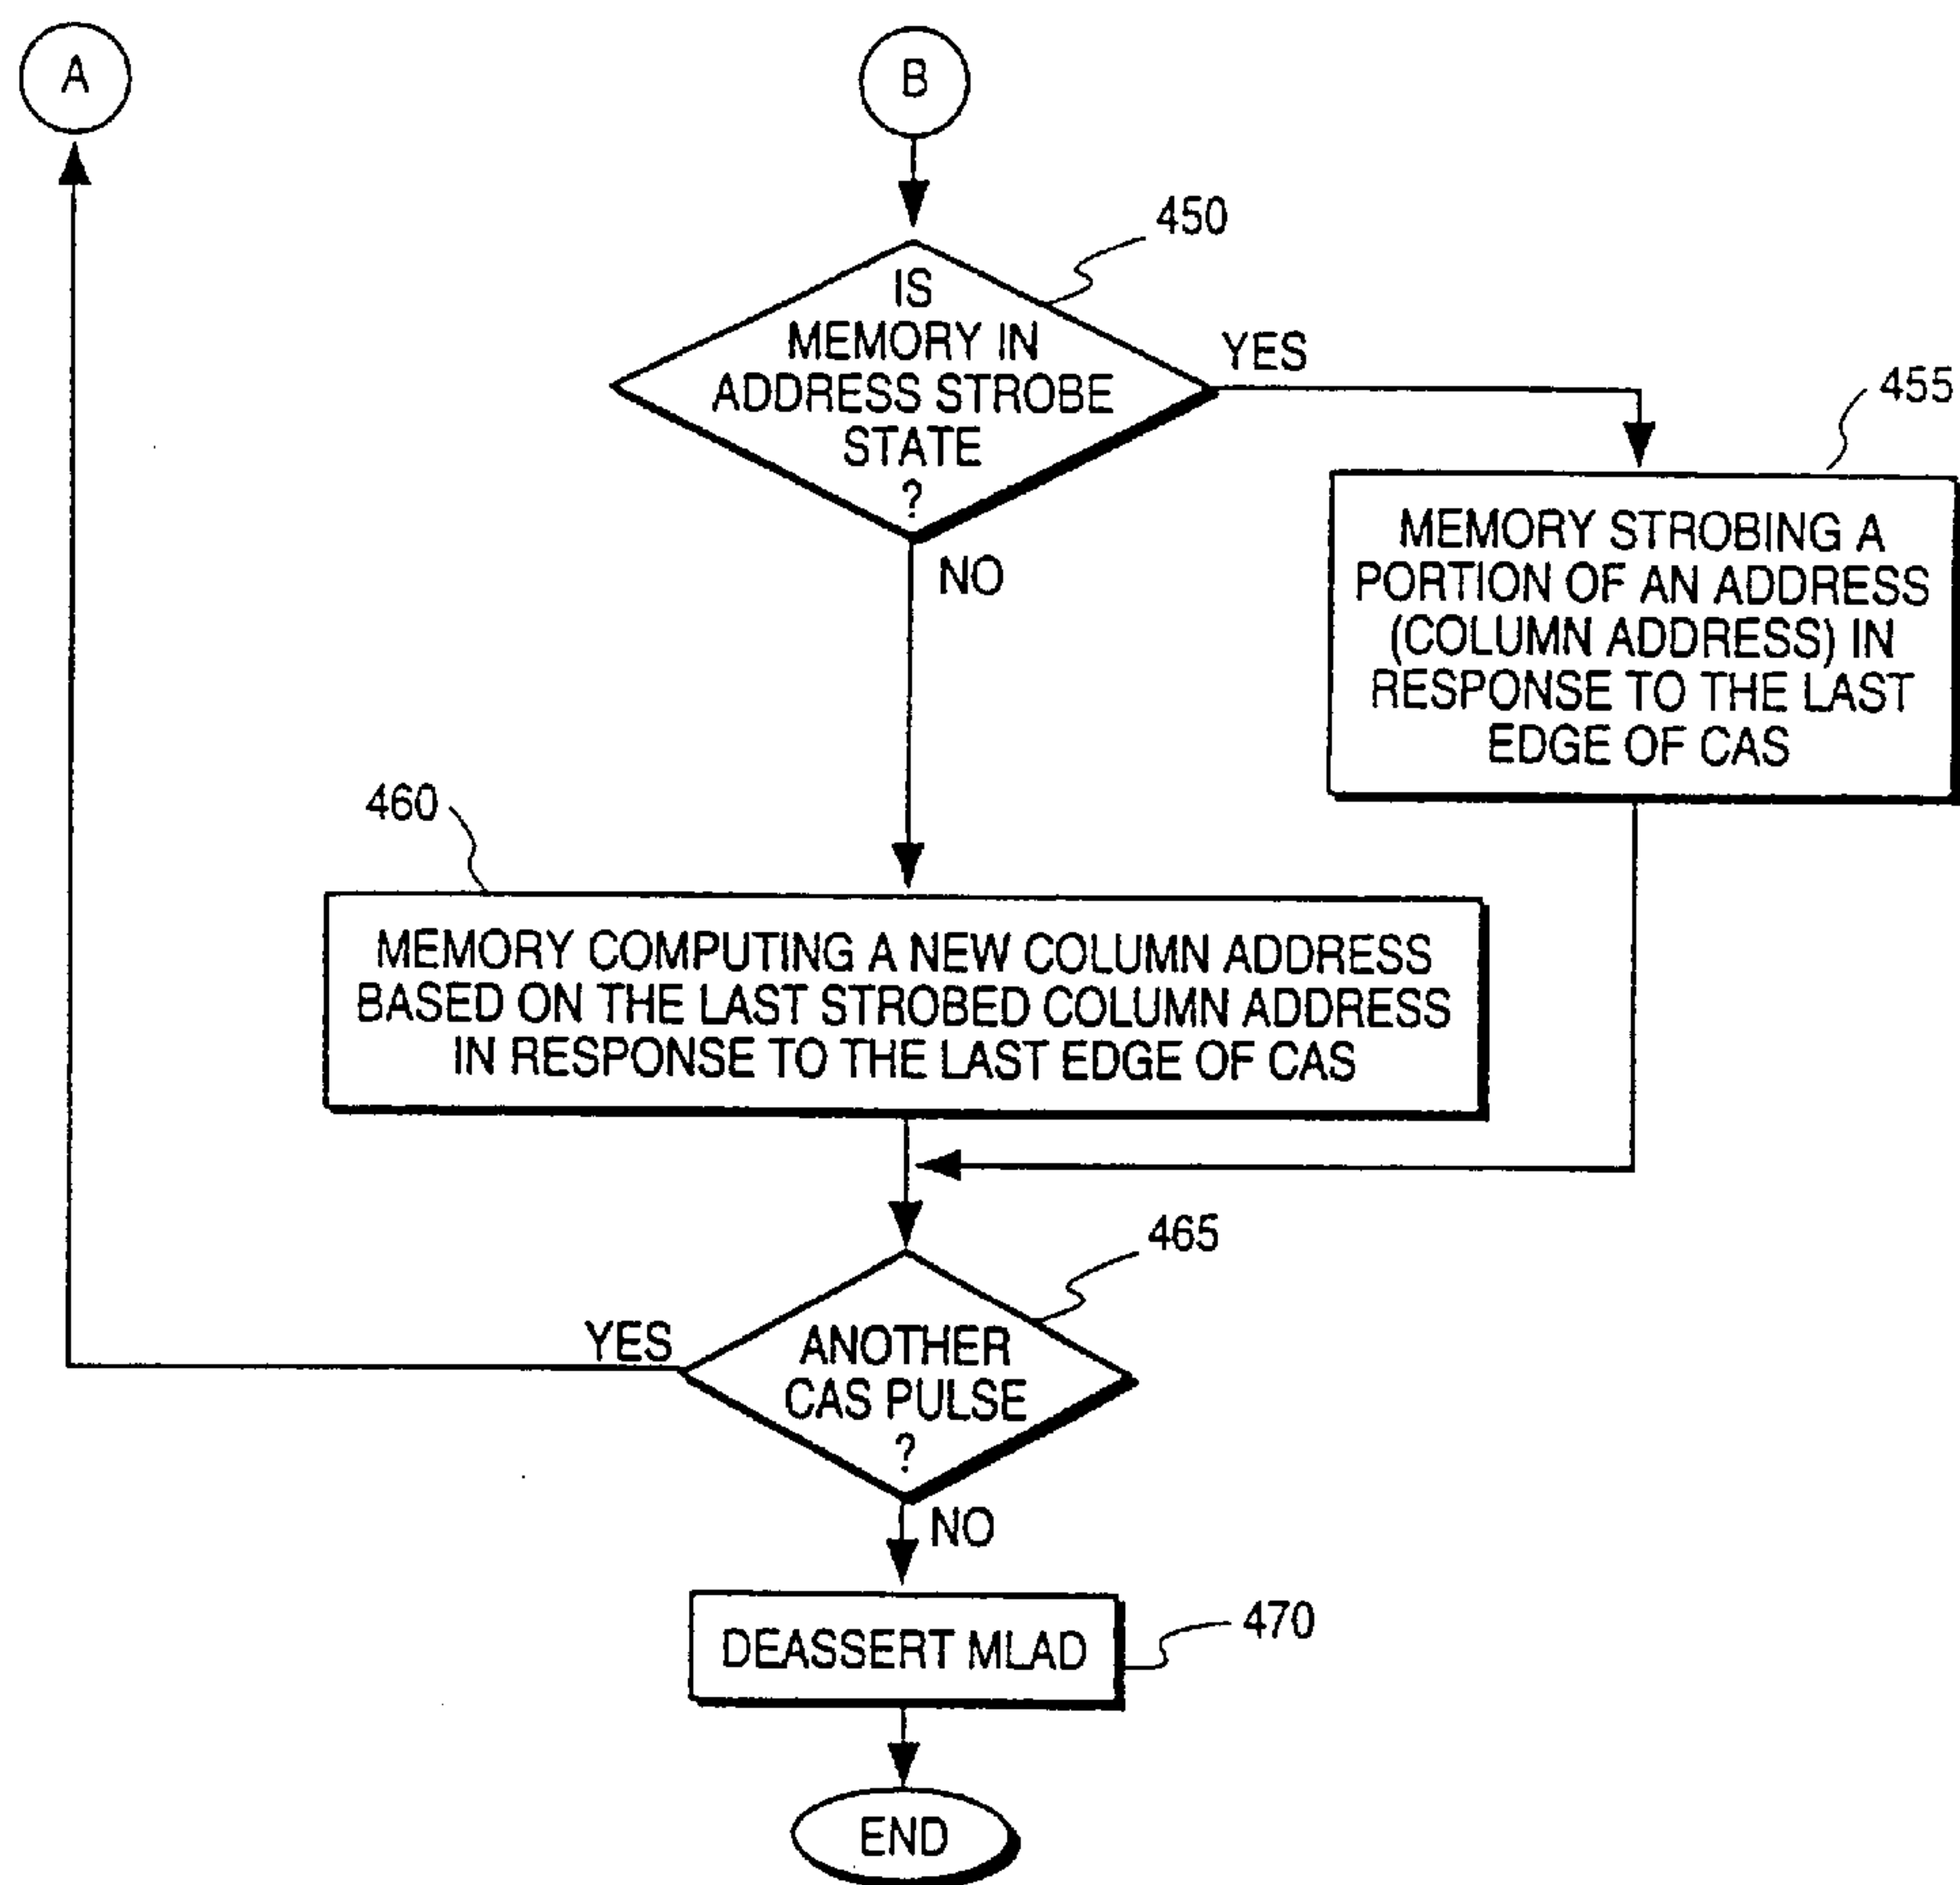 A
B
450
IS
MEMORY IN
ADDRESS STROBE
STATE
?
YES
455
NO
MEMORY STROBING A
PORTION OF AN ADDRESS
(COLUMN ADDRESS) IN
RESPONSE TO THE LAST
EDGE OF CAS
460
MEMORY COMPUTING A NEW COLUMN ADDRESS
BASED ON THE LAST STROBED COLUMN ADDRESS
IN RESPONSE TO THE LAST EDGE OF CAS
465
YES
ANOTHER
CAS PULSE
?
NO
DEASSERT MLAD
470
END